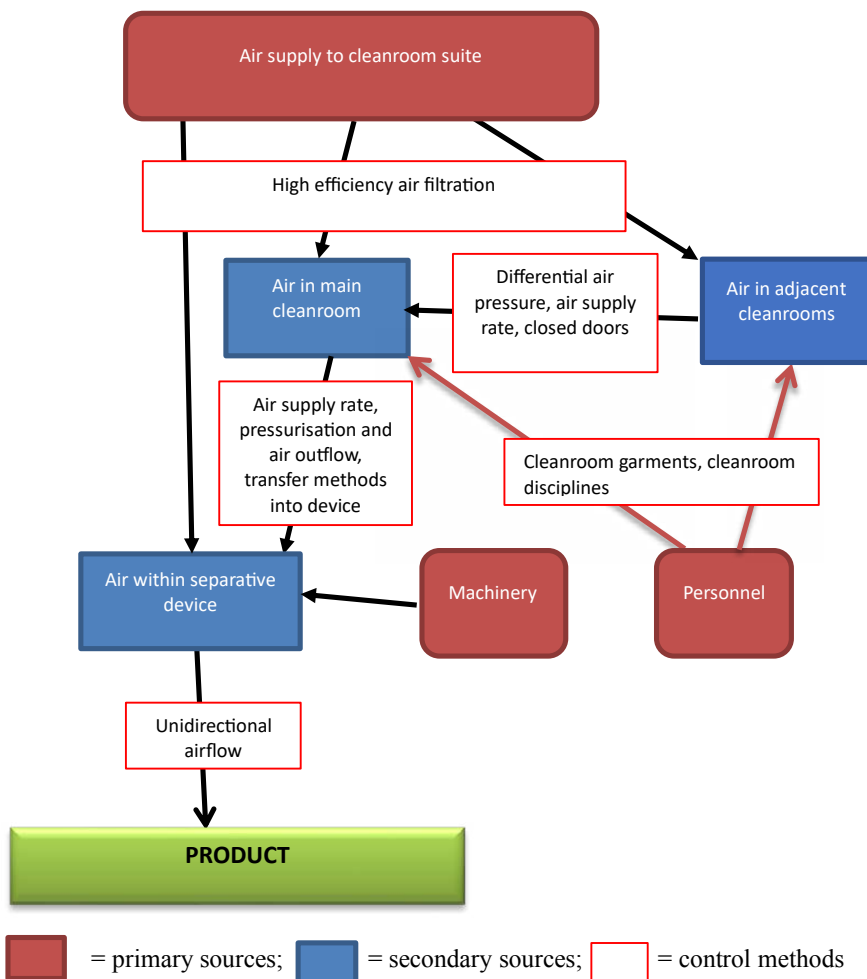 Air supply to cleanroom suite
High efficiency air filtration
Air in main
cleanroom
Differential air
pressure, air supply
rate, closed doors
Air in adjacent
cleanrooms
Air supply rate,
pressurisation and
air outflow,
transfer methods
into device
Cleanroom garments, cleanroom
disciplines
Air within separative
device
Machinery
Personnel
Unidirectional
airflow
PRODUCT
= primary sources; = secondary sources; = control methods